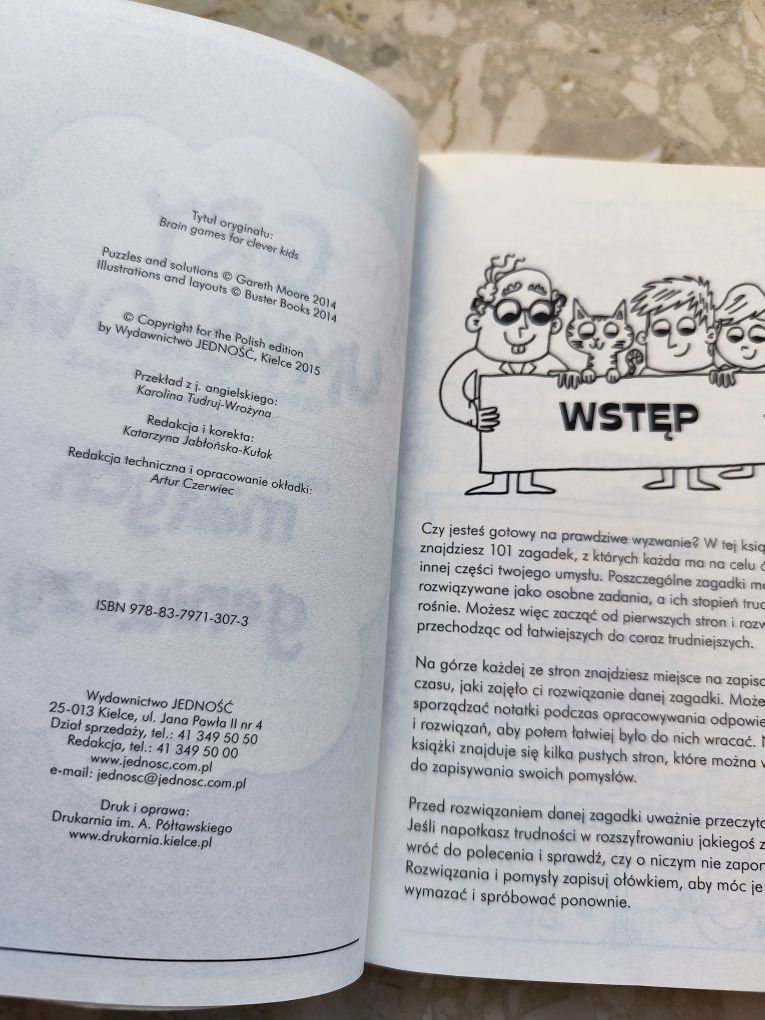 Tytuł oryginału:
Brain games for clever kids
Puzzles and solutions © Gareth Moore 2014
Illustrations and layouts © Buster Books 2014
© Copyright for the Polish edition
by Wydawnictwo JEDNOŚĆ, Kielce 2015
Przekład z j. angielskiego:
Karolina Tudruj-Wrożyna
Redakcja i korekta:
Katarzyna Jabłońska-Kułak
Redakcja techniczna i opracowanie okładki:
Artur Czerwiec
ISBN 978-83-7971-307-3
Wydawnictwo JEDNOŚĆ
25-013 Kielce, ul. Jana Pawła II nr 4
Dział sprzedaży, tel.: 41 349 50 50
Redakcja, tel.: 41 349 50 00
www.jednosc.com.pl
e-mail: jednosc@jednosc.com.pl
Druk i oprawa:
Drukarnia im. A. Półtawskiego
www.drukarnia.kielce.pl
WSTĘP
Czy jesteś gotowy na prawdziwe wyzwanie? W tej ksią
znajdziesz 101 zagadek, z których każda ma na celu ć
innej części twojego umysłu. Poszczególne zagadki mo
rozwiązywane jako osobne zadania, a ich stopień trud
rośnie. Możesz więc zacząć od pierwszych stron i rozw
przechodząc od łatwiejszych do coraz trudniejszych.
Na górze każdej ze stron znajdziesz miejsce na zapisa
czasu, jaki zajęło ci rozwiązanie danej zagadki. Może
sporządzać notatki podczas opracowywania odpowie
i rozwiązań, aby potem łatwiej było do nich wracać. N
książki znajduje się kilka pustych stron, które można w
do zapisywania swoich pomysłów.
Przed rozwiązaniem danej zagadki uważnie przeczyta
Jeśli napotkasz trudności w rozszyfrowaniu jakiegoś z
wróć do polecenia i sprawdź, czy o niczym nie zapom
Rozwiązania i pomysły zapisuj ołówkiem, aby móc je
wymazać i spróbować ponownie.